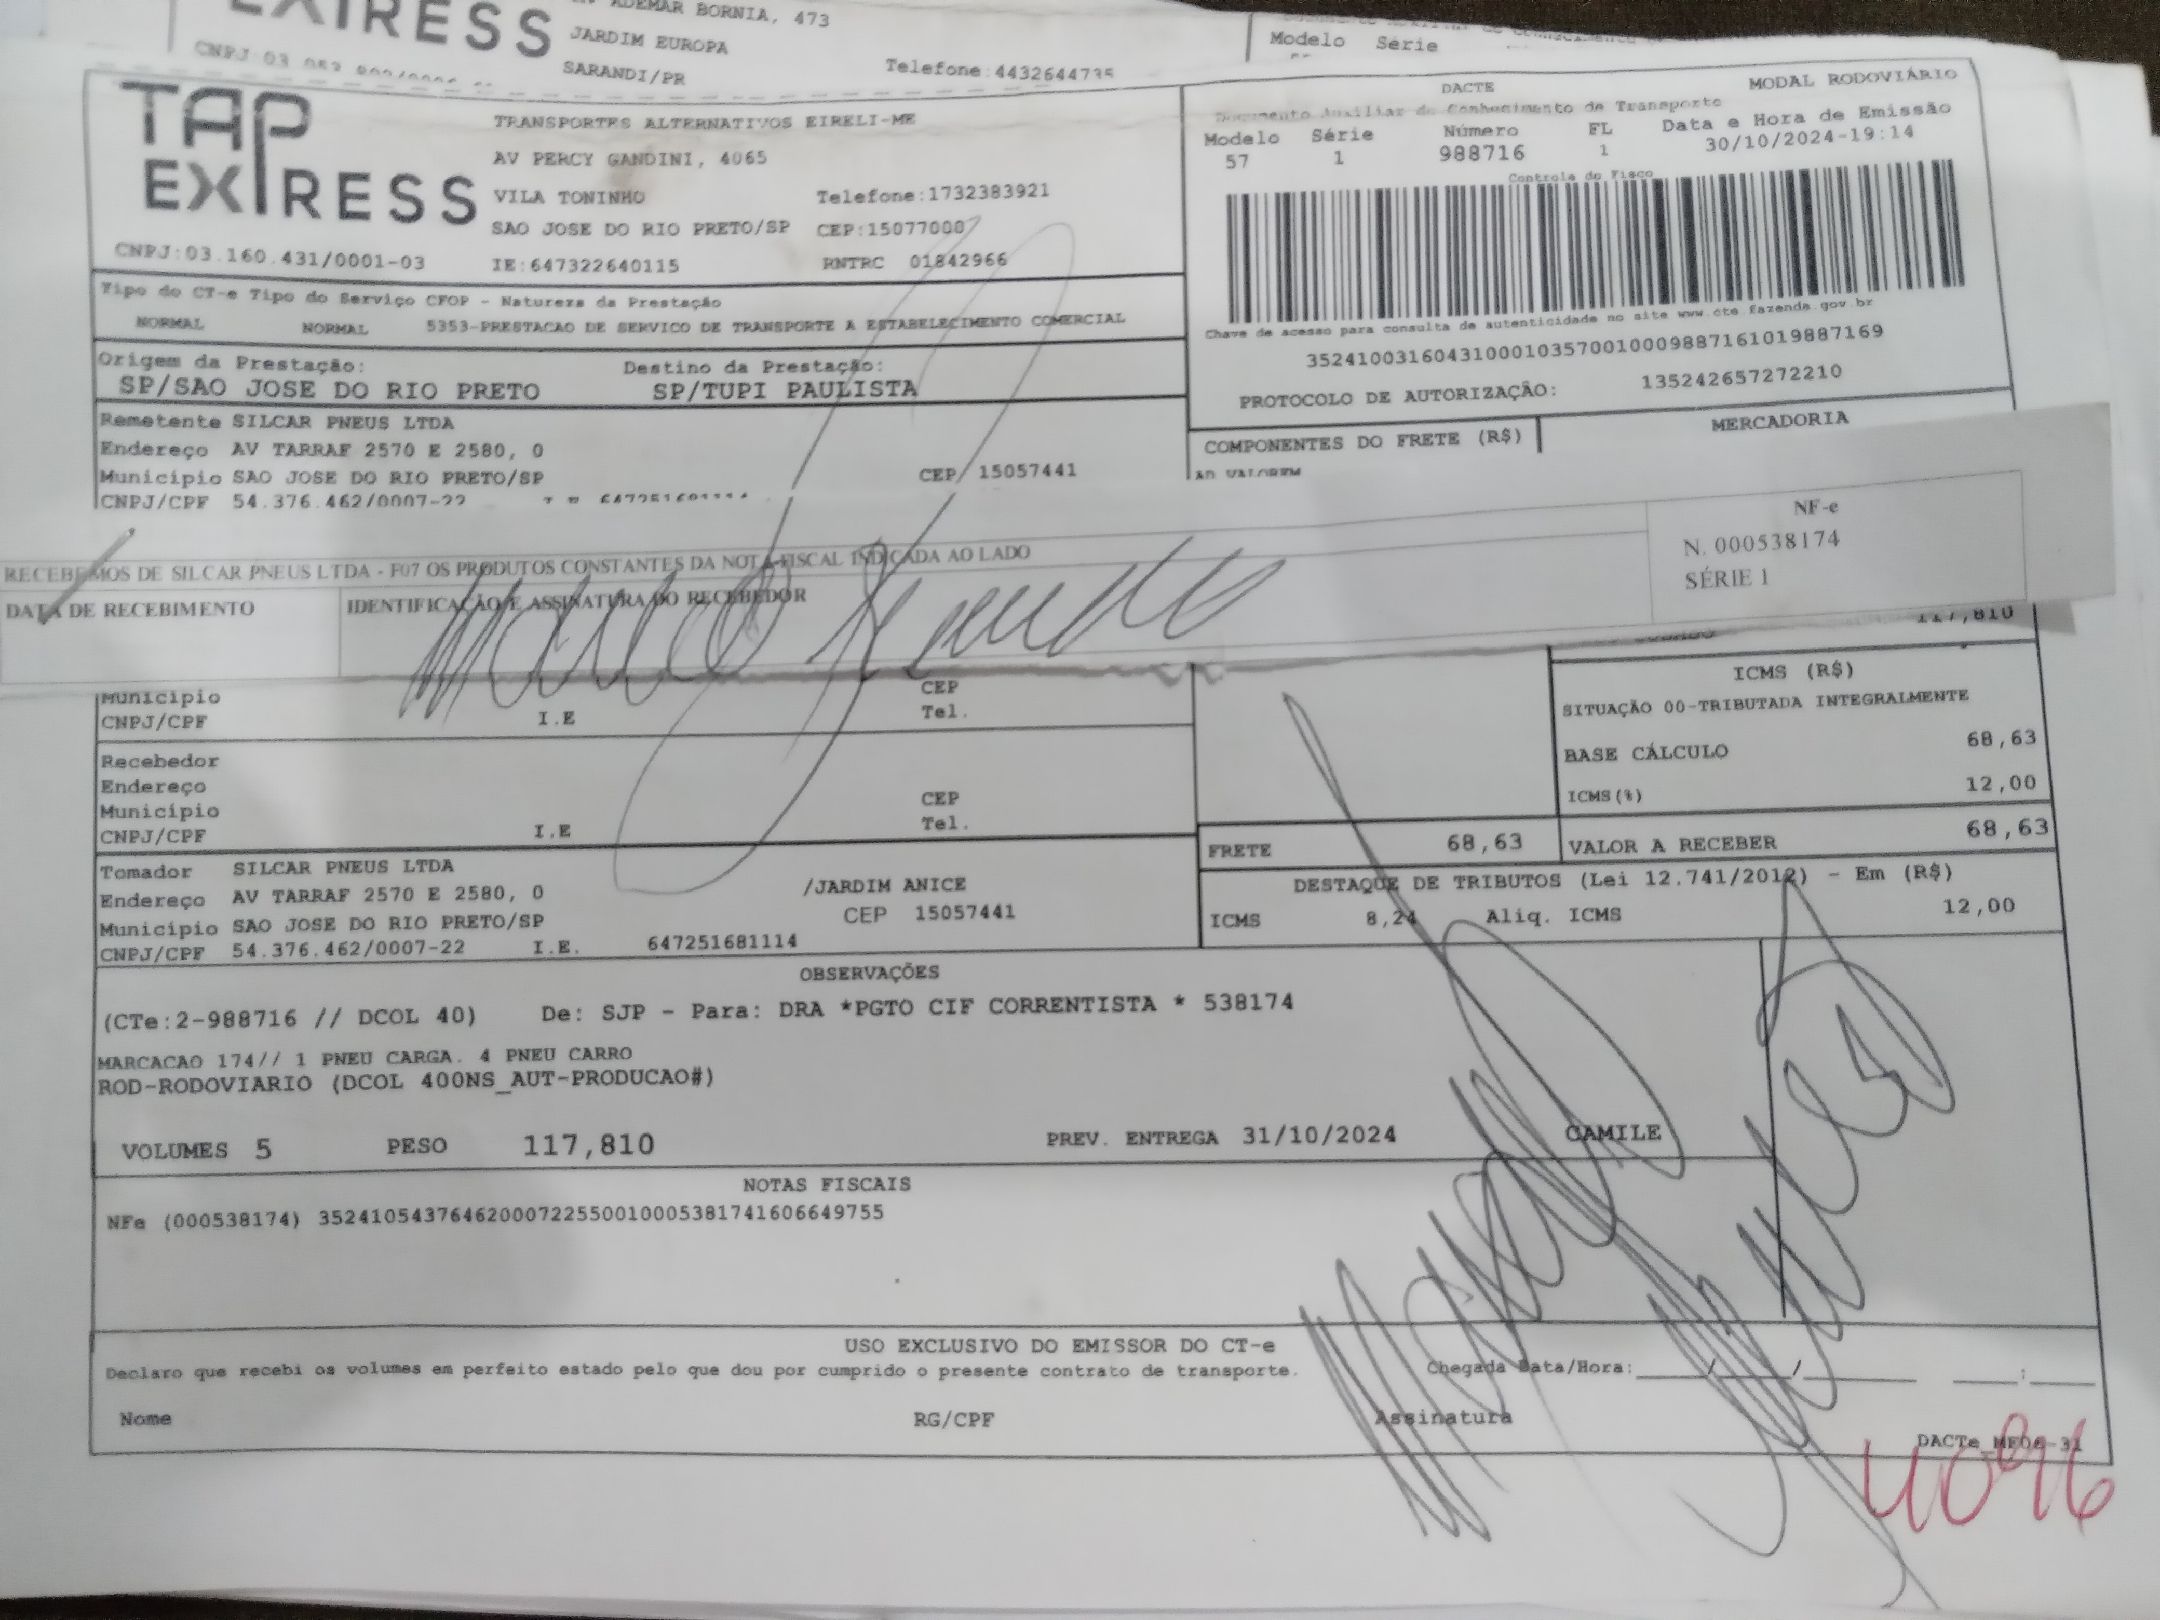 EXPRESS
ADEMAR BORNIA, 473
JARDIM EUROPA
SARANDI/PR
Telefone:4432644735
Modelo Série
TAP EXPRESS
TRANSPORTES ALTERNATIVOS EIRELI-ME
AV PERCY GANDINI, 4065
VILA TONINHO Telefone:1732383921
SAO JOSE DO RIO PRETO/SP CEP:15077000
CNPJ:03.160.431/0001-03 IE:647322640115 RNTRC 01842966
DACTE MODAL RODOVIÁRIO
Documento Auxiliar do Conhecimento de Transporte
Modelo Série Número FL Data e Hora de Emissão
57 1 988716 1 30/10/2024-19:14
Controle do Fisco
Chave de acesso para consulta de autenticidade no site www.cte.fazenda.gov.br
35241003160431000103570010009887161019887169
PROTOCOLO DE AUTORIZAÇÃO: 135242657272210
Tipo do CT-e Tipo do Serviço CFOP - Natureza da Prestação
NORMAL NORMAL 5353-PRESTACAO DE SERVICO DE TRANSPORTE A ESTABELECIMENTO COMERCIAL
Origem da Prestação: Destino da Prestação:
SP/SAO JOSE DO RIO PRETO SP/TUPI PAULISTA
Remetente SILCAR PNEUS LTDA
Endereço AV TARRAF 2570 E 2580, 0
Município SAO JOSE DO RIO PRETO/SP CEP 15057441
CNPJ/CPF 54.376.462/0007-22
COMPONENTES DO FRETE (R$) MERCADORIA
AD VALOREM
RECEBEMOS DE SILCAR PNEUS LTDA - F07 OS PRODUTOS CONSTANTES DA NOTA FISCAL INDICADA AO LADO
DATA DE RECEBIMENTO IDENTIFICAÇÃO E ASSINATURA DO RECEBEDOR
NF-e
N. 000538174
SÉRIE 1
117,810
Município CEP
CNPJ/CPF I.E Tel.
Recebedor
Endereço
Município CEP
CNPJ/CPF I.E Tel.
ICMS (R$)
SITUAÇÃO 00-TRIBUTADA INTEGRALMENTE
BASE CÁLCULO 68,63
ICMS(%) 12,00
FRETE 68,63 VALOR A RECEBER 68,63
DESTAQUE DE TRIBUTOS (Lei 12.741/2012) - Em (R$)
ICMS 8,24 Aliq. ICMS 12,00
Tomador SILCAR PNEUS LTDA
Endereço AV TARRAF 2570 E 2580, 0 /JARDIM ANICE
Município SAO JOSE DO RIO PRETO/SP CEP 15057441
CNPJ/CPF 54.376.462/0007-22 I.E. 647251681114
OBSERVAÇÕES
(CTe:2-988716 // DCOL 40) De: SJP - Para: DRA *PGTO CIF CORRENTISTA * 538174
MARCACAO 174// 1 PNEU CARGA. 4 PNEU CARRO
ROD-RODOVIARIO (DCOL 400NS_AUT-PRODUCAO#)
VOLUMES 5 PESO 117,810 PREV. ENTREGA 31/10/2024 CAMILE
NOTAS FISCAIS
NFe (000538174) 35241054376462000722550010005381741606649755
USO EXCLUSIVO DO EMISSOR DO CT-e
Declaro que recebi os volumes em perfeito estado pelo que dou por cumprido o presente contrato de transporte. Chegada Data/Hora:____/____/____ ____:____
Nome RG/CPF Assinatura